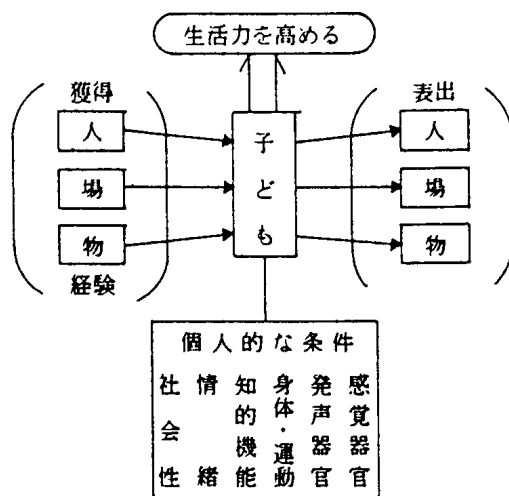 生活力を高める
獲得
人
場
物
経験
子ども
表出
人
場
物
個人的な条件
感覚器官
発声器官
身体・運動
知的機能
情緒
社会性